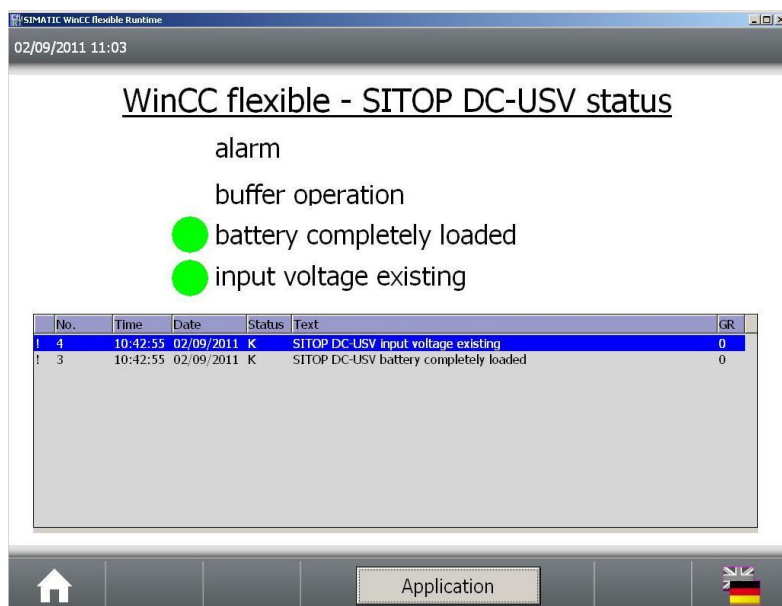 SIMATIC WinCC flexible Runtime
02/09/2011 11:03
WinCC flexible - SITOP DC-USV status
alarm
buffer operation
battery completely loaded
input voltage existing
No. Time Date Status Text GR
! 4 10:42:55 02/09/2011 K SITOP DC-USV input voltage existing 0
! 3 10:42:55 02/09/2011 K SITOP DC-USV battery completely loaded 0
Application